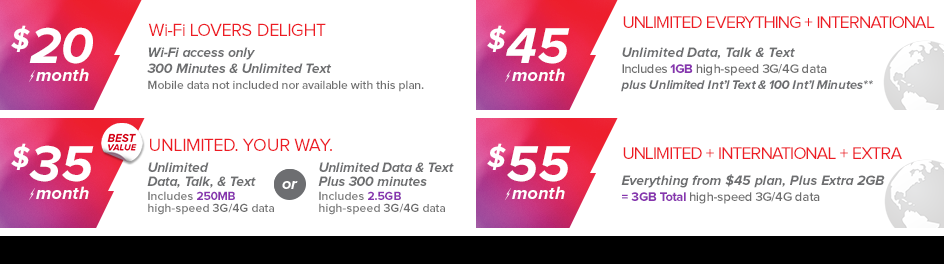 $20
/month
Wi-Fi LOVERS DELIGHT
Wi-Fi access only
300 Minutes & Unlimited Text
Mobile data not included nor available with this plan.
$45
/month
UNLIMITED EVERYTHING + INTERNATIONAL
Unlimited Data, Talk & Text
Includes 1GB high-speed 3G/4G data
plus Unlimited Int'l Text & 100 Int'l Minutes**
$35
/month
BEST
VALUE
UNLIMITED. YOUR WAY.
Unlimited
Data, Talk, & Text
Includes 250MB
high-speed 3G/4G data
or
Unlimited Data & Text
Plus 300 minutes
Includes 2.5GB
high-speed 3G/4G data
$55
/month
UNLIMITED + INTERNATIONAL + EXTRA
Everything from $45 plan, Plus Extra 2GB
= 3GB Total high-speed 3G/4G data